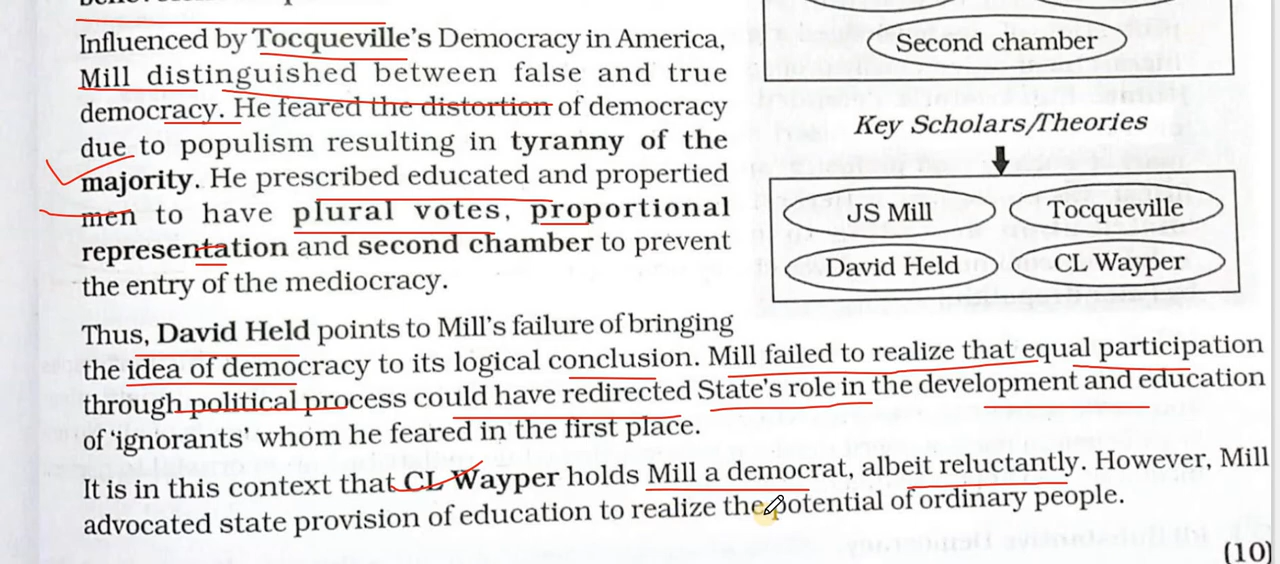 Influenced by Tocqueville's Democracy in America,
Mill distinguished between false and true
democracy. He feared the distortion of democracy
due to populism resulting in tyranny of the
majority. He prescribed educated and propertied
men to have plural votes, proportional
representation and second chamber to prevent
the entry of the mediocracy.
Second chamber
Key Scholars/Theories
JS Mill
Tocqueville
David Held
CL Wayper
Thus, David Held points to Mill's failure of bringing
the idea of democracy to its logical conclusion. Mill failed to realize that equal participation
through political process could have redirected State's role in the development and education
of 'ignorants' whom he feared in the first place.
It is in this context that CL Wayper holds Mill a democrat, albeit reluctantly. However, Mill
advocated state provision of education to realize the potential of ordinary people.
(10)